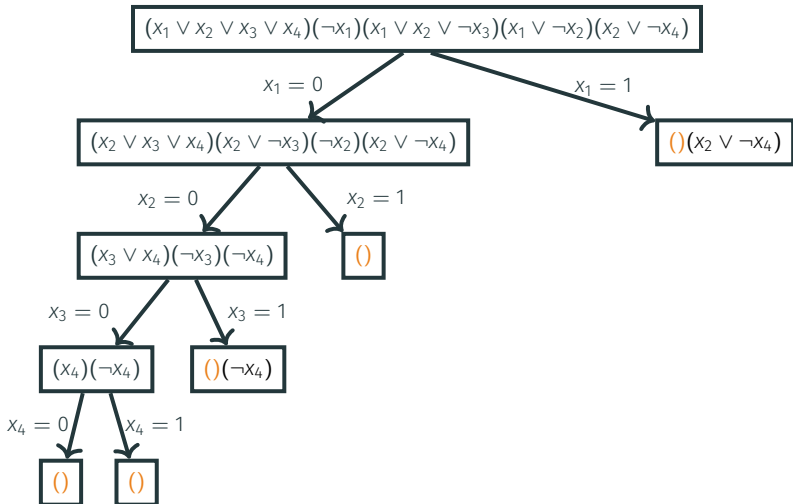 (x₁ ∨ x₂ ∨ x₃ ∨ x₄)(¬x₁)(x₁ ∨ x₂ ∨ ¬x₃)(x₁ ∨ ¬x₂)(x₂ ∨ ¬x₄)
x₁ = 0
x₁ = 1
(x₂ ∨ x₃ ∨ x₄)(x₂ ∨ ¬x₃)(¬x₂)(x₂ ∨ ¬x₄)
()(x₂ ∨ ¬x₄)
x₂ = 0
x₂ = 1
(x₃ ∨ x₄)(¬x₃)(¬x₄)
()
x₃ = 0
x₃ = 1
(x₄)(¬x₄)
()(¬x₄)
x₄ = 0
x₄ = 1
()
()